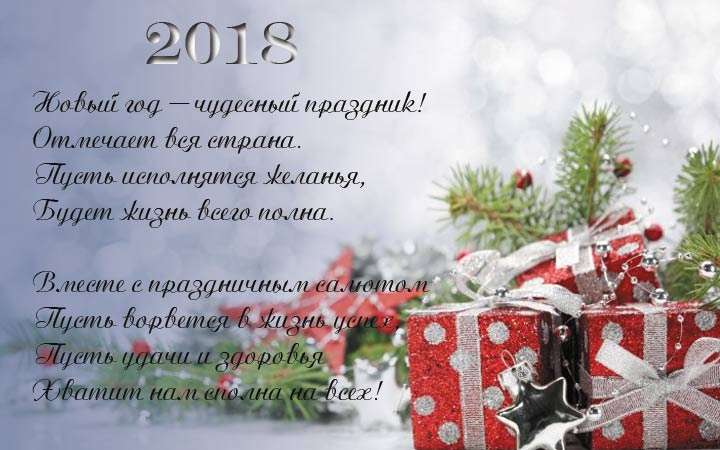 2018
Новый год – чудесный праздник!
Отмечает вся страна.
Пусть исполнятся желанья,
Будет жизнь всего полна.
Вместе с праздничным салютом
Пусть ворвется в жизнь успех,
Пусть удачи и здоровья
Хватит нам сполна на всех!